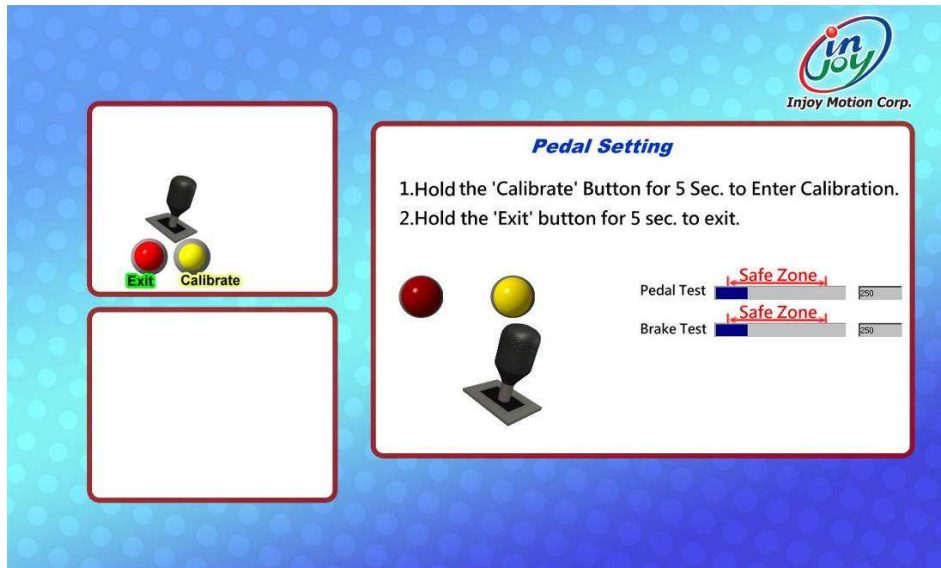 in
joy
Injoy Motion Corp.
Exit
Calibrate
Pedal Setting
1.Hold the 'Calibrate' Button for 5 Sec. to Enter Calibration.
2.Hold the 'Exit' button for 5 sec. to exit.
Safe Zone
Pedal Test
250
Safe Zone
Brake Test
250